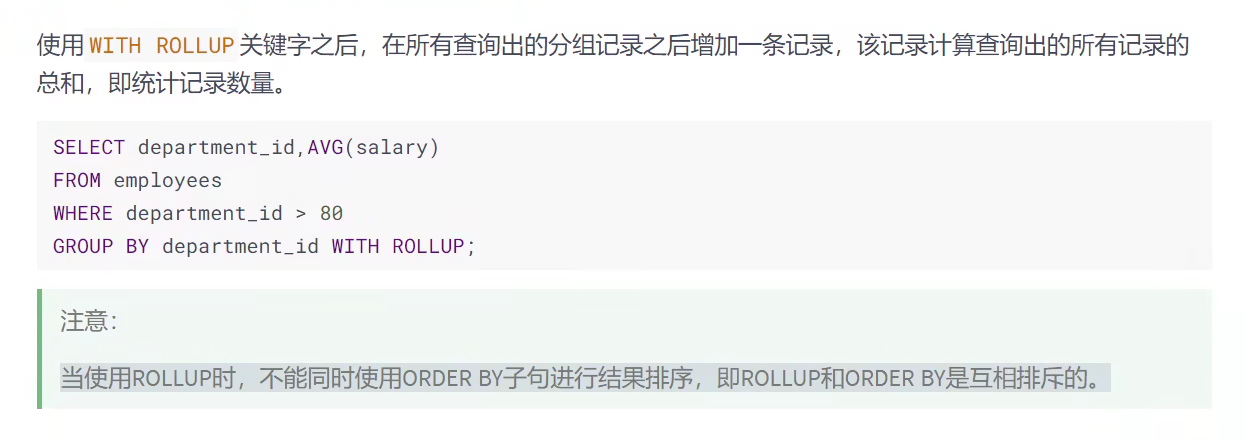 使用 WITH ROLLUP 关键字之后，在所有查询出的分组记录之后增加一条记录，该记录计算查询出的所有记录的
总和，即统计记录数量。
SELECT department_id,AVG(salary)
FROM employees
WHERE department_id > 80
GROUP BY department_id WITH ROLLUP;
注意：
当使用ROLLUP时，不能同时使用ORDER BY子句进行结果排序，即ROLLUP和ORDER BY是互相排斥的。